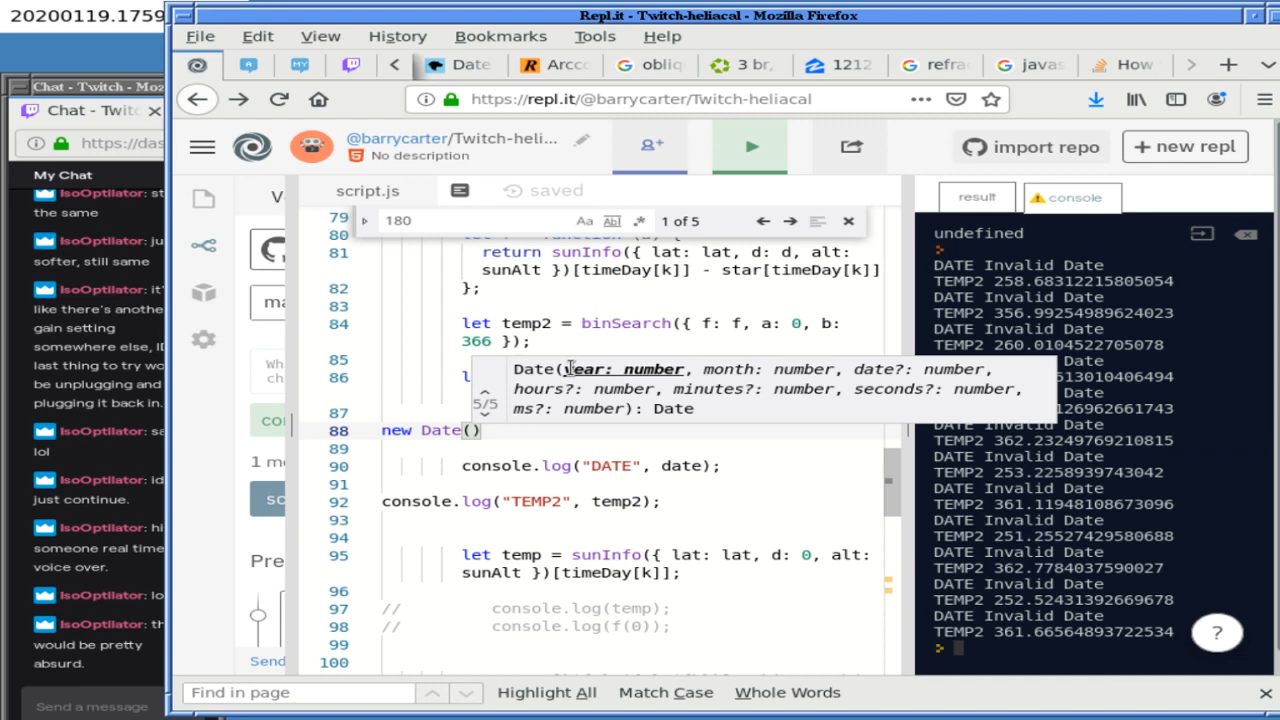 20200119.1759
Repl.it - Twitch-heliacal - Mozilla Firefox
File Edit View History Bookmarks Tools Help
Date Arcco obliq 3 br, 1212 refra javas How
https://repl.it/@barrycarter/Twitch-heliacal
Chat - Twitch - Moz
Chat - Twitc
https://das
My Chat
IsoOptilator: st
the same
IsoOptilator: ju
softer, still same
IsoOptilator: it'
like there's anothe
gain setting
somewhere else, ID
last thing to try wo
be unplugging and
plugging it back in.
IsoOptilator: sa
lol
IsoOptilator: id
just continue.
IsoOptilator: hi
someone real time
voice over.
IsoOptilator: lo
IsoOptilator: th
would be pretty
absurd.
Send a message
@barrycarter/Twitch-heli...
No description
import repo
+ new repl
V
ma
Wh
co
1 m
sc
Pre
Send
script.js
saved
180 Aa Abl .* 1 of 5
79
80
81 return sunInfo({ lat: lat, d: d, alt:
sunAlt })[timeDay[k]] - star[timeDay[k]]
82 };
83
84 let temp2 = binSearch({ f: f, a: 0, b:
366 });
85
86 l
Date(year: number, month: number, date?: number,
hours?: number, minutes?: number, seconds?: number,
5/5
ms?: number): Date
87
88 new Date()
89
90 console.log("DATE", date);
91
92 console.log("TEMP2", temp2);
93
94
95 let temp = sunInfo({ lat: lat, d: 0, alt:
sunAlt })[timeDay[k]];
96
97 // console.log(temp);
98 // console.log(f(0));
99
100
result
console
undefined
DATE Invalid Date
TEMP2 258.68312215805054
DATE Invalid Date
TEMP2 356.99254989624023
DATE Invalid Date
TEMP2 260.0104522705078
Date
513010406494
Date
126962661743
DATE Invalid Date
TEMP2 362.23249769210815
DATE Invalid Date
TEMP2 253.2258939743042
DATE Invalid Date
TEMP2 361.11948108673096
DATE Invalid Date
TEMP2 251.25527429580688
DATE Invalid Date
TEMP2 362.7784037590027
DATE Invalid Date
TEMP2 252.52431392669678
DATE Invalid Date
TEMP2 361.66564893722534
?
Find in page Highlight All Match Case Whole Words